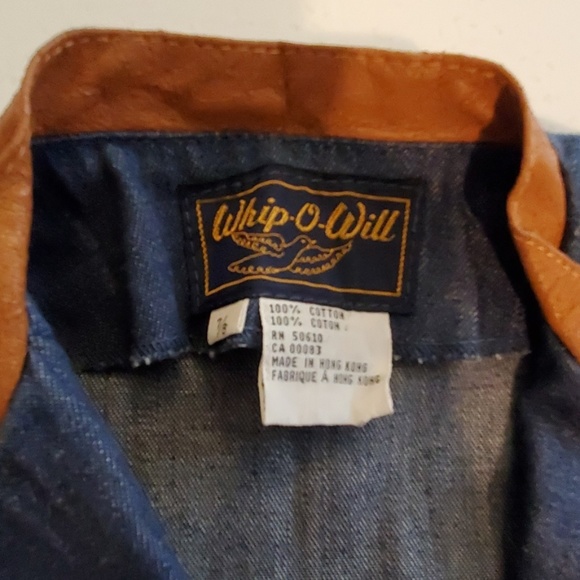 Whip-O-Will
100% COTTON
100% COTON
RN 50610
CA 00083
MADE IN HONG KONG
FABRIQUE À HONG KONG